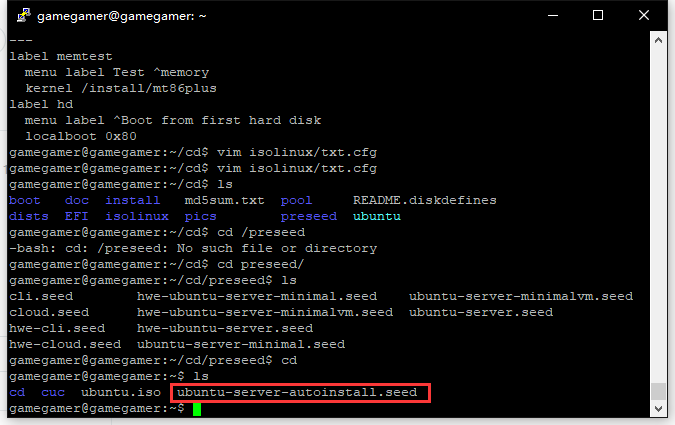 gamegamer@gamegamer: ~
---
label memtest
  menu label Test ^memory
  kernel /install/mt86plus
label hd
  menu label ^Boot from first hard disk
  localboot 0x80
gamegamer@gamegamer:~/cd$ vim isolinux/txt.cfg
gamegamer@gamegamer:~/cd$ vim isolinux/txt.cfg
gamegamer@gamegamer:~/cd$ ls
boot   doc  install   md5sum.txt  pool     README.diskdefines
dists  EFI  isolinux  pics        preseed  ubuntu
gamegamer@gamegamer:~/cd$ cd /preseed
-bash: cd: /preseed: No such file or directory
gamegamer@gamegamer:~/cd$ cd preseed/
gamegamer@gamegamer:~/cd/preseed$ ls
cli.seed        hwe-ubuntu-server-minimal.seed    ubuntu-server-minimalvm.seed
cloud.seed      hwe-ubuntu-server-minimalvm.seed  ubuntu-server.seed
hwe-cli.seed    hwe-ubuntu-server.seed
hwe-cloud.seed  ubuntu-server-minimal.seed
gamegamer@gamegamer:~/cd/preseed$ cd
gamegamer@gamegamer:~$ ls
cd  cuc  ubuntu.iso  ubuntu-server-autoinstall.seed
gamegamer@gamegamer:~$